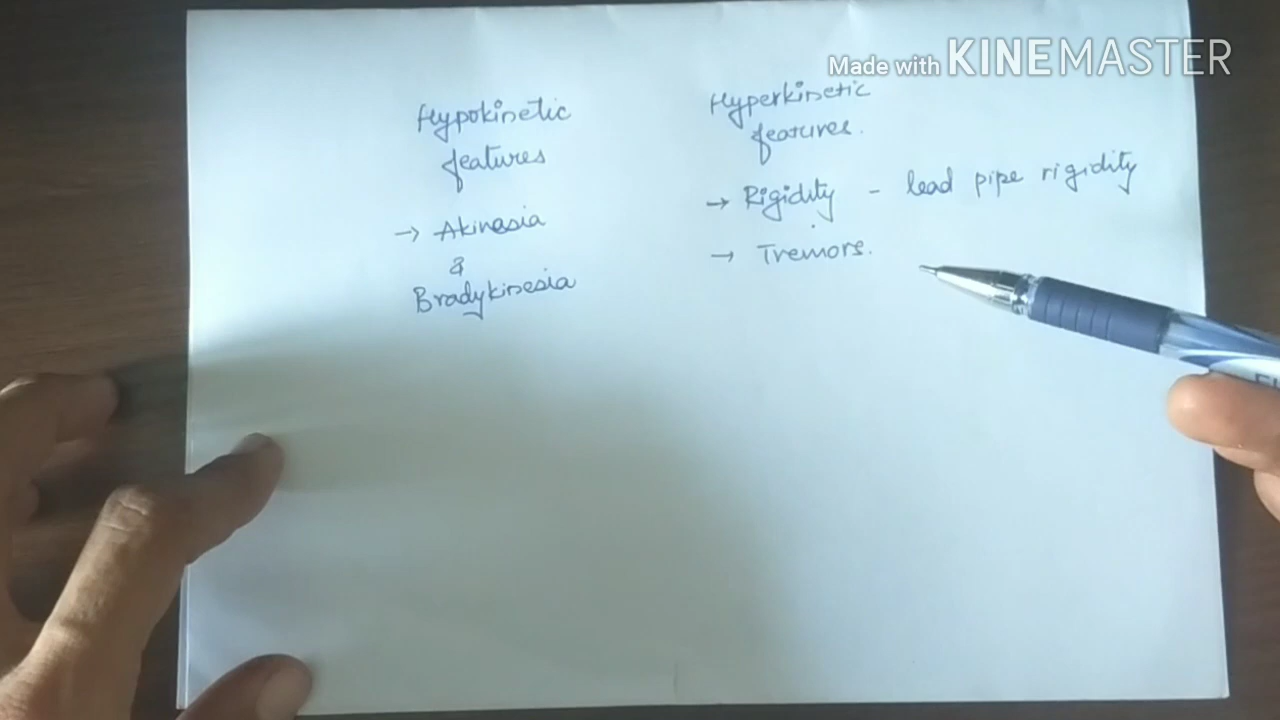 Made with KINEMASTER
Hypokinetic
features
→ Akinesia
&
Bradykinesia
Hyperkinetic
features.
→ Rigidity - lead pipe rigidity
→ Tremors.